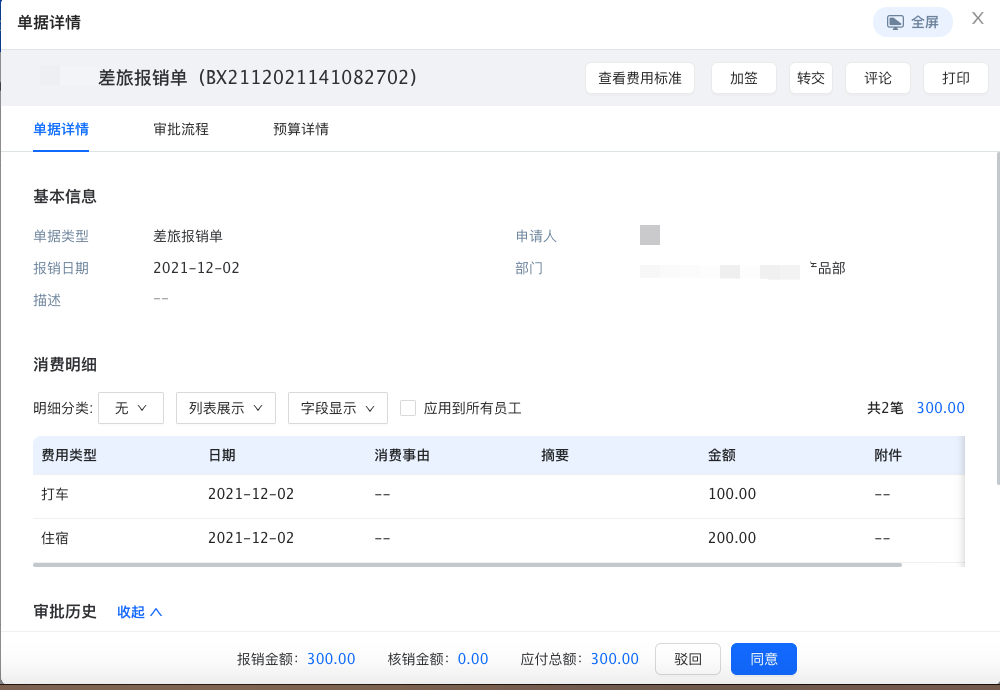 单据详情
全屏 X
差旅报销单（BX2112021141082702）
查看费用标准 加签 转交 评论 打印
单据详情 审批流程 预算详情
基本信息
单据类型 差旅报销单 申请人
报销日期 2021-12-02 部门 产品部
描述 --
消费明细
明细分类: 无 列表展示 字段显示 应用到所有员工 共2笔 300.00
费用类型 日期 消费事由 摘要 金额 附件
打车 2021-12-02 -- 100.00 --
住宿 2021-12-02 -- 200.00 --
审批历史 收起
报销金额: 300.00 核销金额: 0.00 应付总额: 300.00 驳回 同意